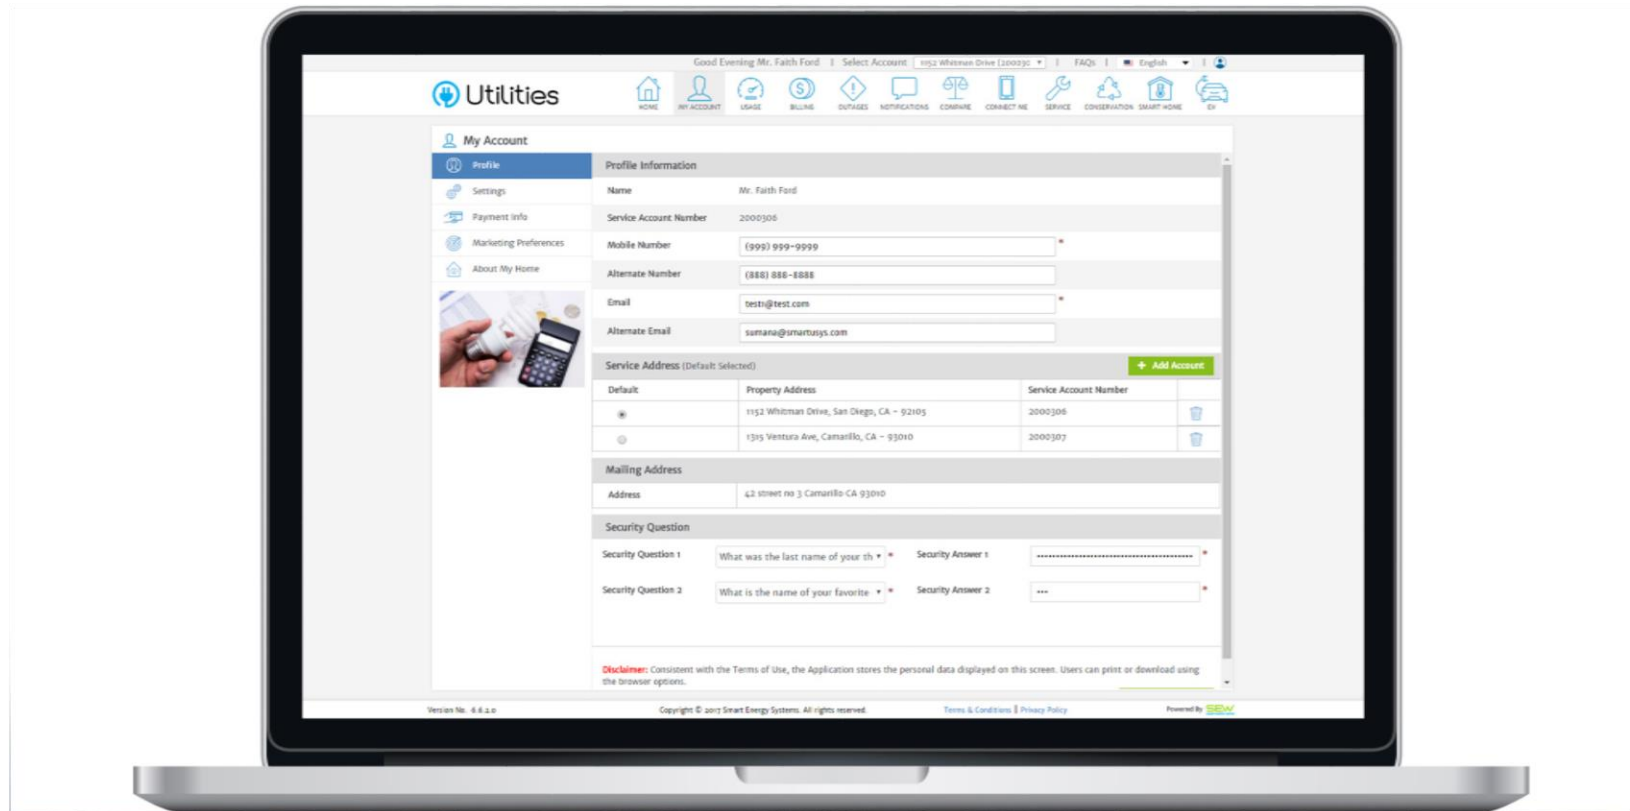 Good Evening Mr. Faith Ford | Select Account 1152 Whitman Drive (200030 | FAQs | English
Utilities
HOME MY ACCOUNT USAGE BILLING OUTAGES NOTIFICATIONS COMPARE CONNECT ME SERVICE CONSERVATION SMART HOME EV
My Account
Profile
Settings
Payment Info
Marketing Preferences
About My Home
Profile Information
Name Mr. Faith Ford
Service Account Number 2000306
Mobile Number (999) 999-9999 *
Alternate Number (888) 888-8888
Email test1@test.com *
Alternate Email sumana@smartusys.com
Service Address (Default Selected) + Add Account
Default Property Address Service Account Number
1152 Whitman Drive, San Diego, CA - 92105 2000306
1315 Ventura Ave, Camarillo, CA - 93010 2000307
Mailing Address
Address 42 street no 3 Camarillo CA 93010
Security Question
Security Question 1 What was the last name of your th * Security Answer 1 *
Security Question 2 What is the name of your favorite * Security Answer 2 *
Disclaimer: Consistent with the Terms of Use, the Application stores the personal data displayed on this screen. Users can print or download using
the browser options.
Version No. 6.6.2.0 Copyright © 2017 Smart Energy Systems. All rights reserved. Terms & Conditions || Privacy Policy Powered By SEW